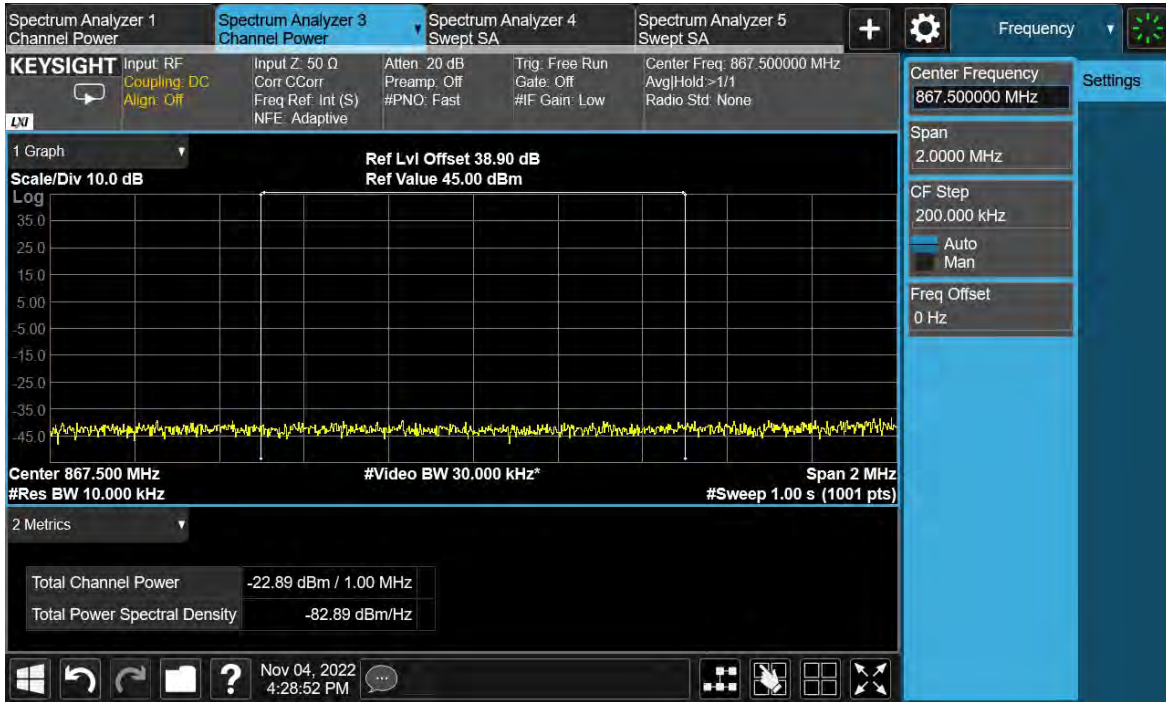 Spectrum Analyzer 1
Channel Power
Spectrum Analyzer 3
Channel Power
Spectrum Analyzer 4
Swept SA
Spectrum Analyzer 5
Swept SA
Frequency
KEYSIGHT
LXI
Input: RF
Coupling: DC
Align: Off
Input Z: 50 Ω
Corr CCorr
Freq Ref: Int (S)
NFE: Adaptive
Atten: 20 dB
Preamp: Off
#PNO: Fast
Trig: Free Run
Gate: Off
#IF Gain: Low
Center Freq: 867.500000 MHz
Avg|Hold:>1/1
Radio Std: None
Center Frequency
867.500000 MHz
Settings
Span
2.0000 MHz
CF Step
200.000 kHz
Auto
Man
Freq Offset
0 Hz
1 Graph
Scale/Div 10.0 dB
Ref Lvl Offset 38.90 dB
Ref Value 45.00 dBm
Log
35.0
25.0
15.0
5.00
-5.00
-15.0
-25.0
-35.0
-45.0
Center 867.500 MHz
#Video BW 30.000 kHz*
Span 2 MHz
#Res BW 10.000 kHz
#Sweep 1.00 s (1001 pts)
2 Metrics
Total Channel Power -22.89 dBm / 1.00 MHz
Total Power Spectral Density -82.89 dBm/Hz
?
Nov 04, 2022
4:28:52 PM